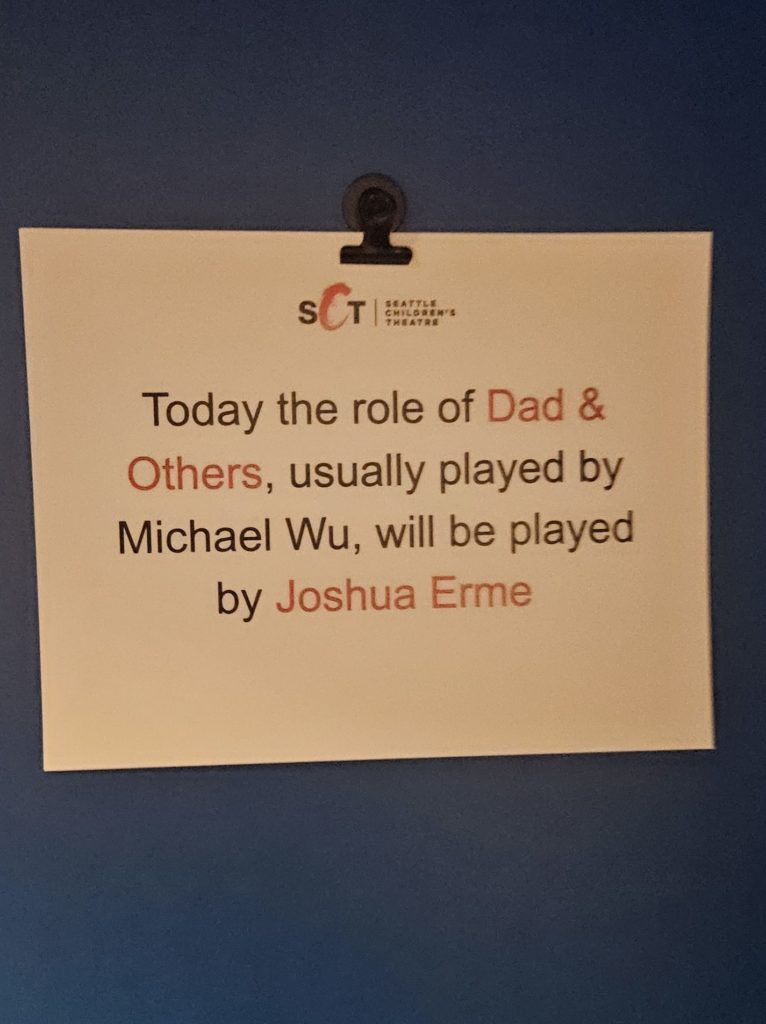 SCT | SEATTLE
CHILDREN'S
THEATRE
Today the role of Dad &
Others, usually played by
Michael Wu, will be played
by Joshua Erme